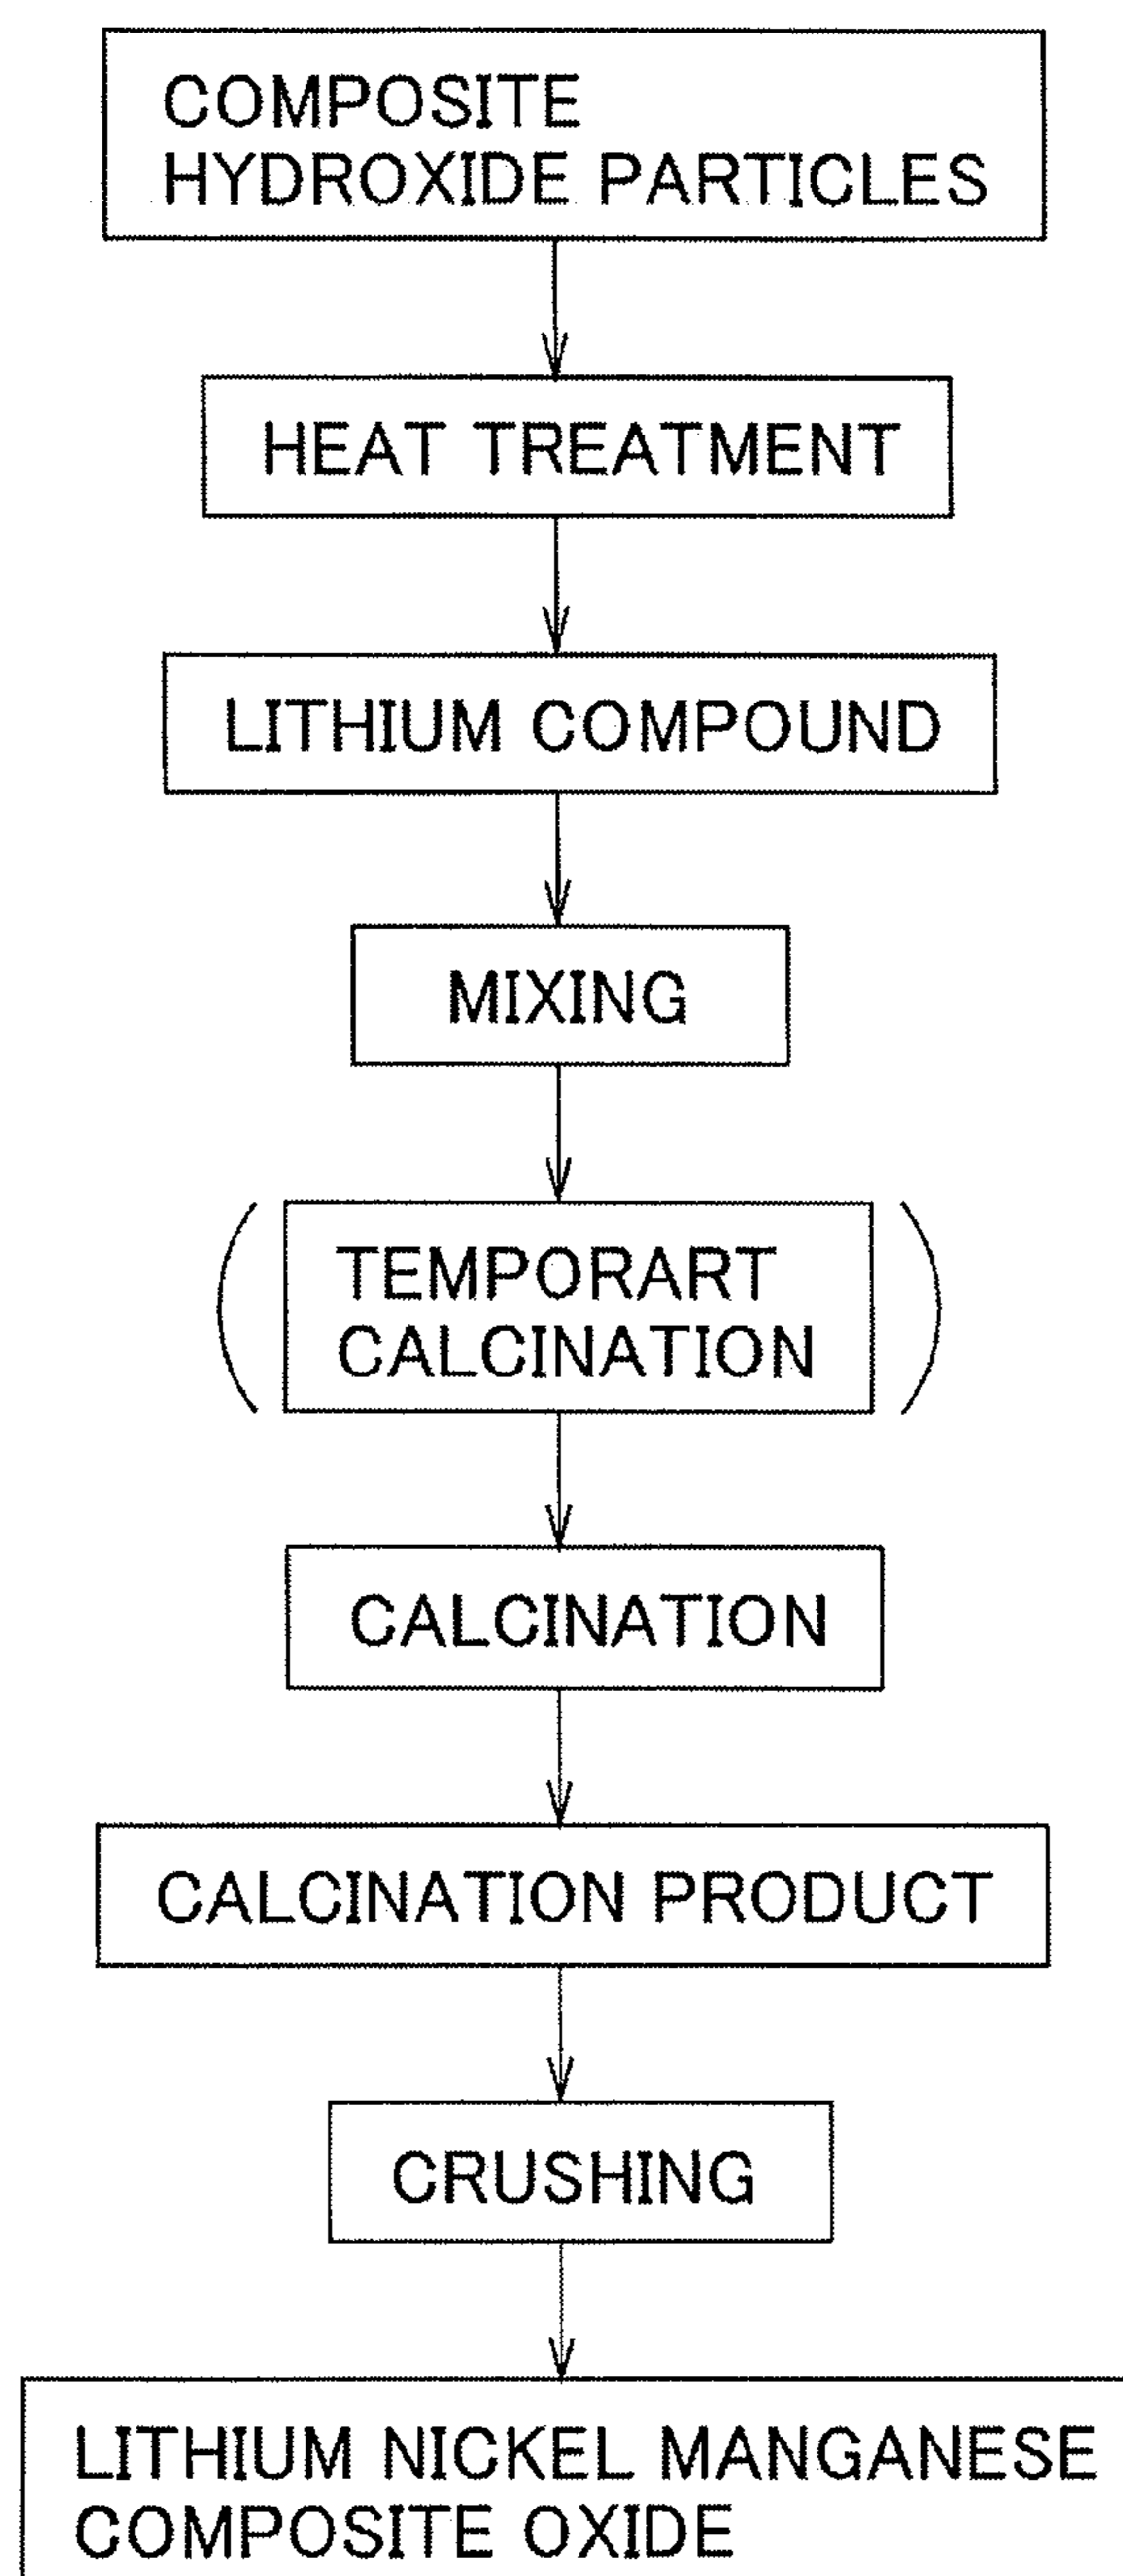 COMPOSITE
HYDROXIDE PARTICLES
HEAT TREATMENT
LITHIUM COMPOUND
MIXING
TEMPORART
CALCINATION
CALCINATION
CALCINATION PRODUCT
CRUSHING
LITHIUM NICKEL MANGANESE
COMPOSITE OXIDE